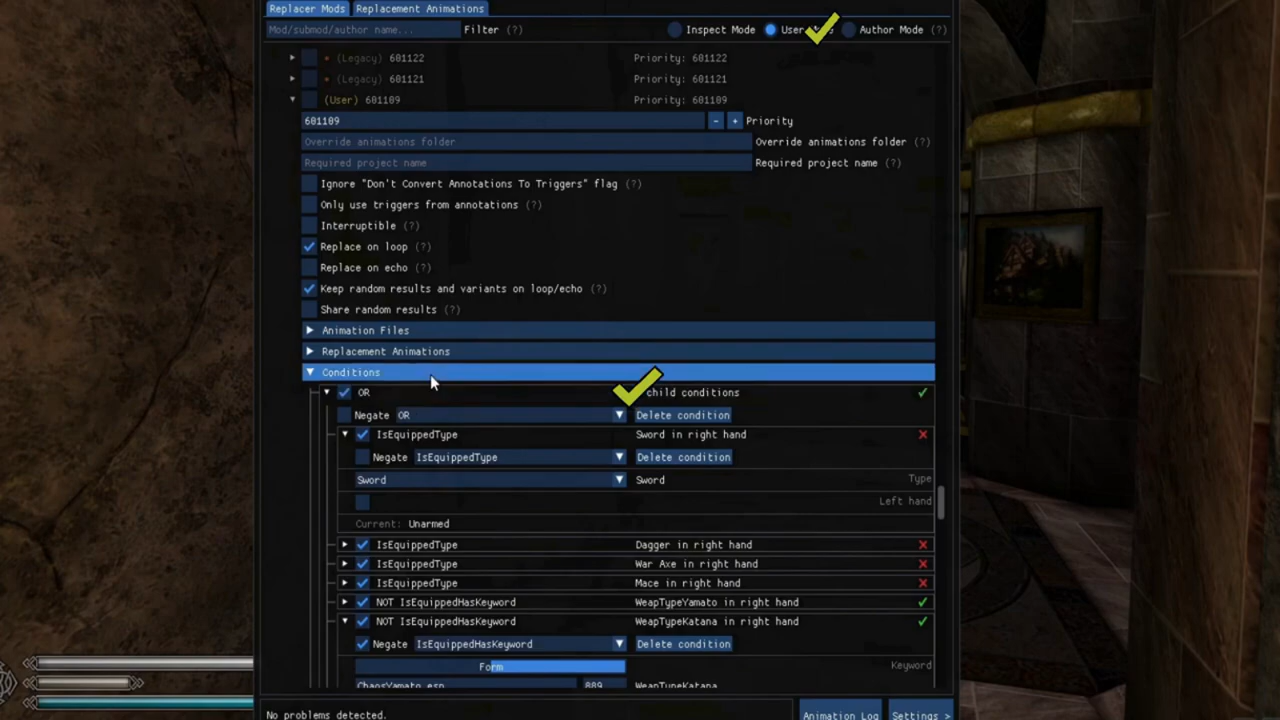 Replacer Mods Replacement Animations
Mod/submod/author name... Filter (?) Inspect Mode User Author Mode (?)
(Legacy) 601122 Priority: 601122
(Legacy) 601121 Priority: 601121
(User) 601109 Priority: 601109
601109 - + Priority
Override animations folder Override animations folder (?)
Required project name Required project name (?)
Ignore "Don't Convert Annotations To Triggers" flag (?)
Only use triggers from annotations (?)
Interruptible (?)
Replace on loop (?)
Replace on echo (?)
Keep random results and variants on loop/echo (?)
Share random results (?)
Animation Files
Replacement Animations
Conditions
OR child conditions
Negate OR Delete condition
IsEquippedType Sword in right hand
Negate IsEquippedType Delete condition
Sword Sword Type
Left hand
Current: Unarmed
IsEquippedType Dagger in right hand
IsEquippedType War Axe in right hand
IsEquippedType Mace in right hand
NOT IsEquippedHasKeyword WeapTypeYamato in right hand
NOT IsEquippedHasKeyword WeapTypeKatana in right hand
Negate IsEquippedHasKeyword Delete condition
Form Keyword
ChaosYamato.esp 889 WeapTypeKatana
No problems detected. Animation Log Settings >